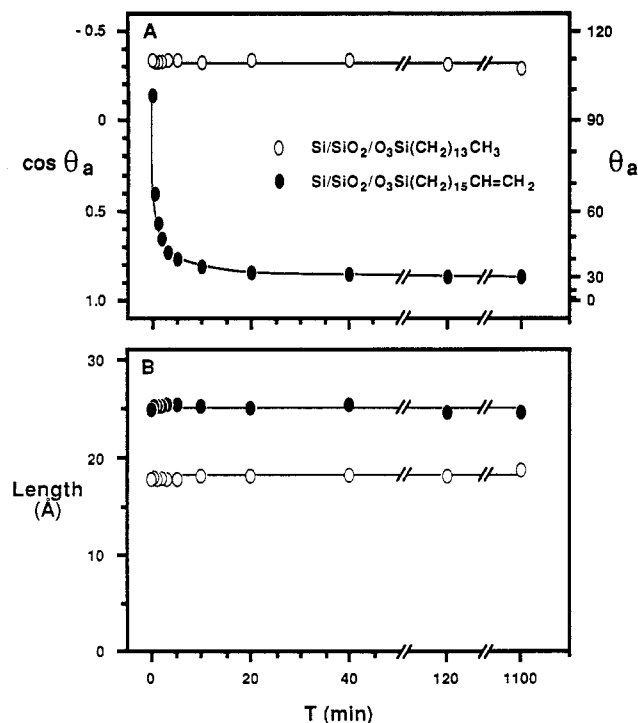 A
- 0.5
0
0.5
1.0
cos θa
120
90
60
30
0
θa
Si/SiO2/O3Si(CH2)13CH3
Si/SiO2/O3Si(CH2)15CH=CH2
B
30
20
10
0
Length
(Å)
0
20
40
120
1100
T (min)